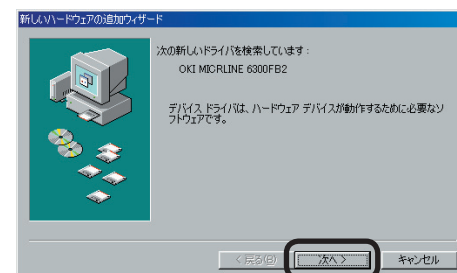 新しいハードウェアの追加ウィザード
次の新しいドライバを検索しています：
OKI MICRLINE 6300FB2
デバイス ドライバは、ハードウェア デバイスが動作するために必要なソ
フトウェアです。
< 戻る(B)
次へ >
キャンセル